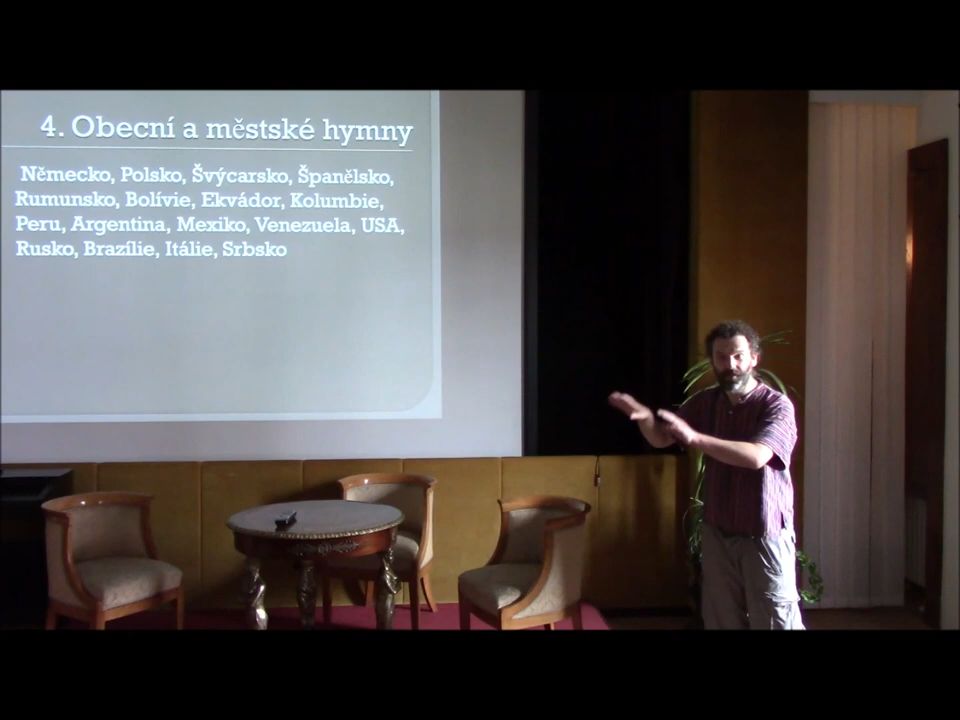 4. Obecní a městské hymny
Německo, Polsko, Švýcarsko, Španělsko,
Rumunsko, Bolívie, Ekvádor, Kolumbie,
Peru, Argentina, Mexiko, Venezuela, USA,
Rusko, Brazílie, Itálie, Srbsko